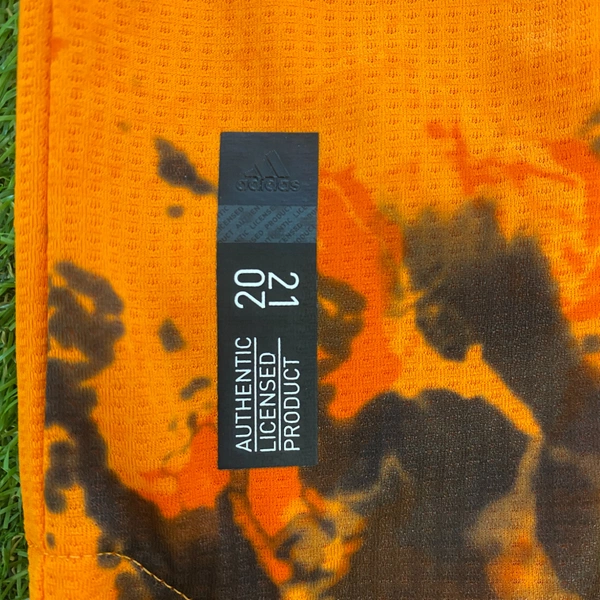 adidas
20
21
AUTHENTIC
LICENSED
PRODUCT